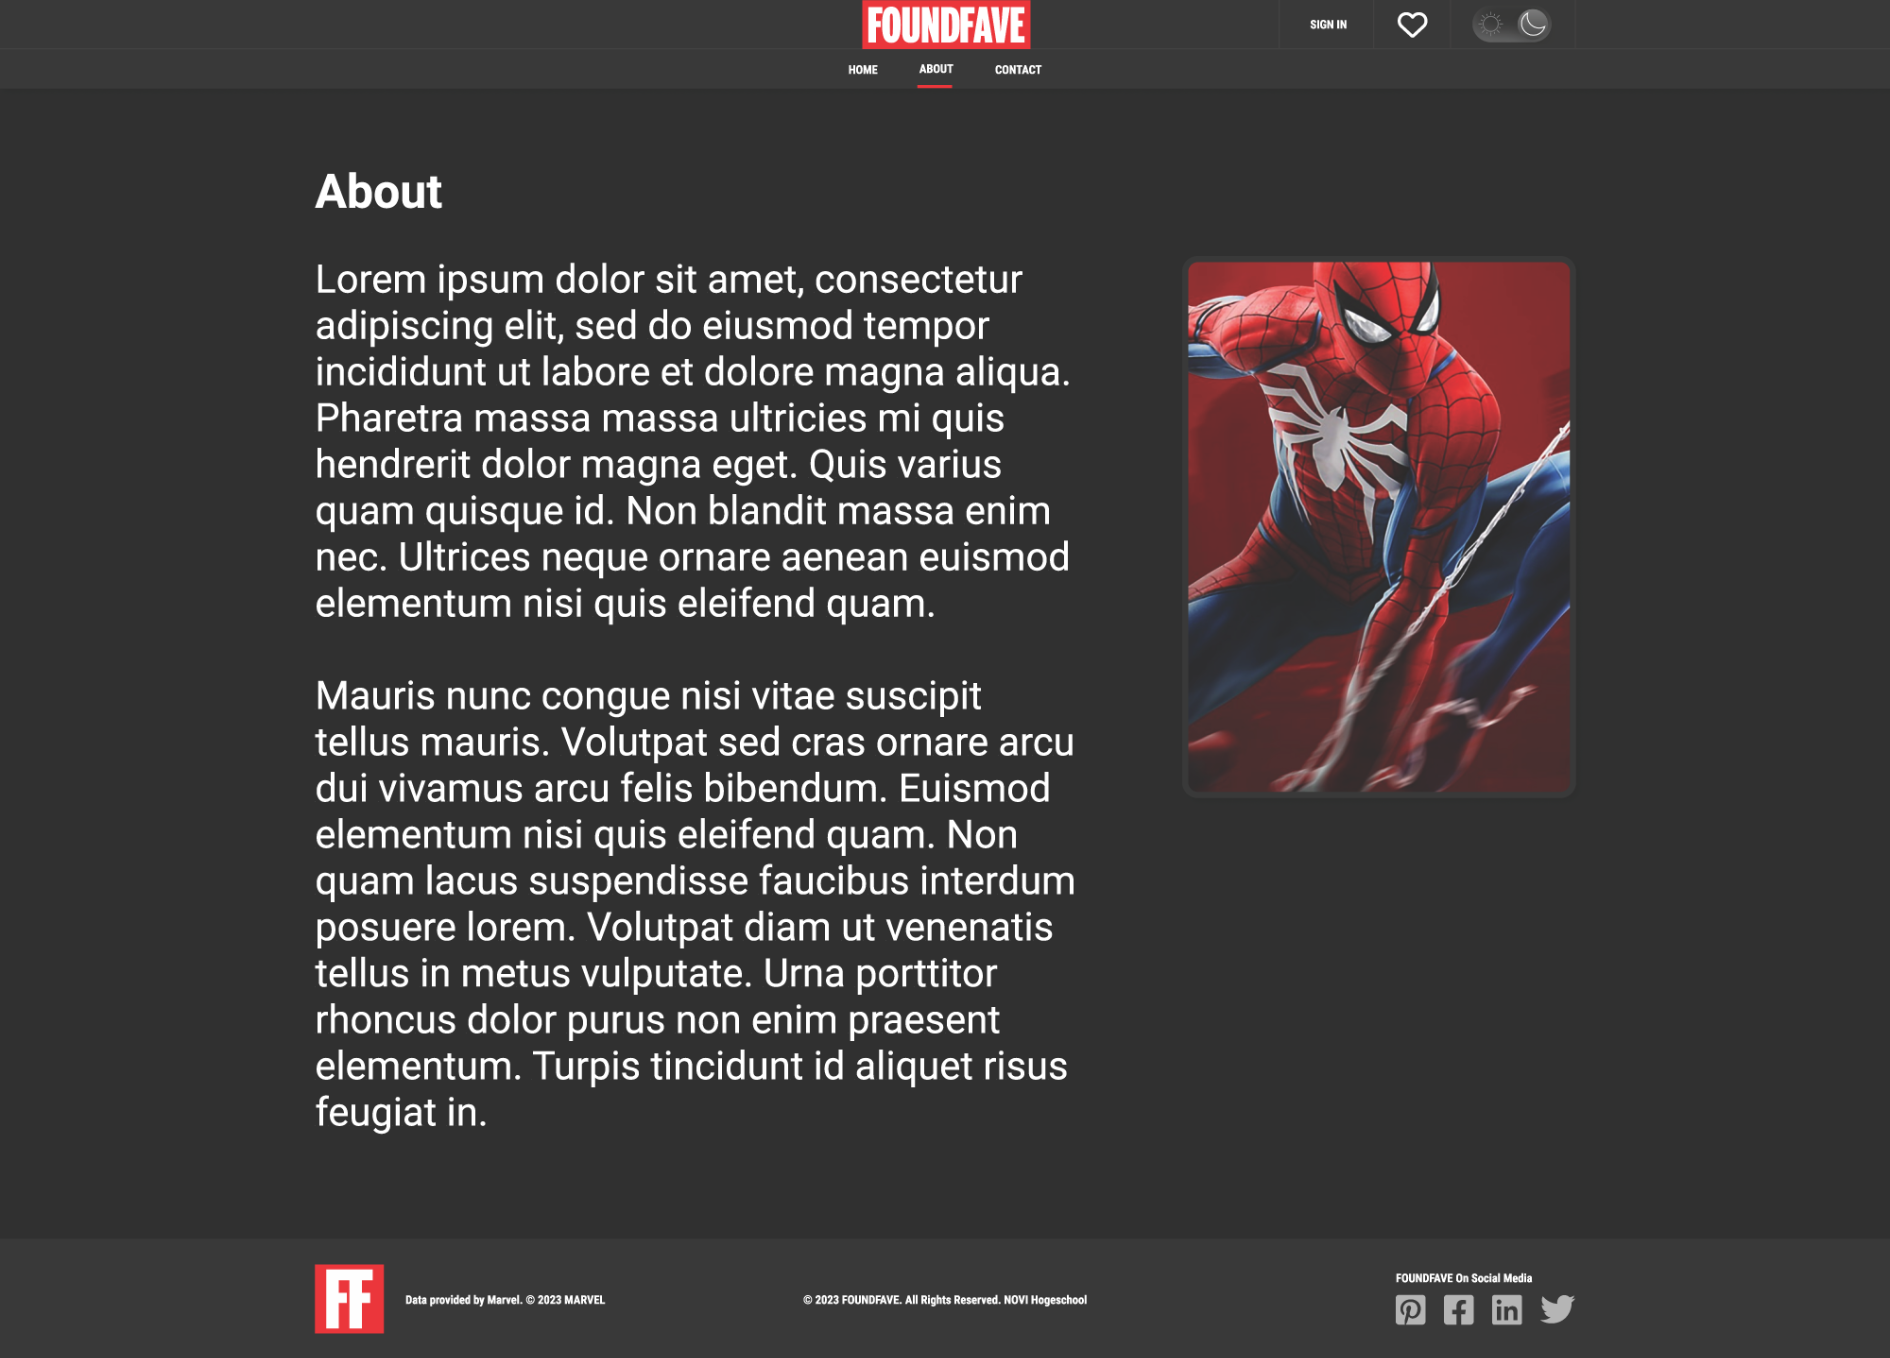 FOUNDFAVE
SIGN IN
HOME
ABOUT
CONTACT
About
Lorem ipsum dolor sit amet, consectetur
adipiscing elit, sed do eiusmod tempor
incididunt ut labore et dolore magna aliqua.
Pharetra massa massa ultricies mi quis
hendrerit dolor magna eget. Quis varius
quam quisque id. Non blandit massa enim
nec. Ultrices neque ornare aenean euismod
elementum nisi quis eleifend quam.
Mauris nunc congue nisi vitae suscipit
tellus mauris. Volutpat sed cras ornare arcu
dui vivamus arcu felis bibendum. Euismod
elementum nisi quis eleifend quam. Non
quam lacus suspendisse faucibus interdum
posuere lorem. Volutpat diam ut venenatis
tellus in metus vulputate. Urna porttitor
rhoncus dolor purus non enim praesent
elementum. Turpis tincidunt id aliquet risus
feugiat in.
FF
Data provided by Marvel. © 2023 MARVEL
© 2023 FOUNDFAVE. All Rights Reserved. NOVI Hogeschool
FOUNDFAVE On Social Media